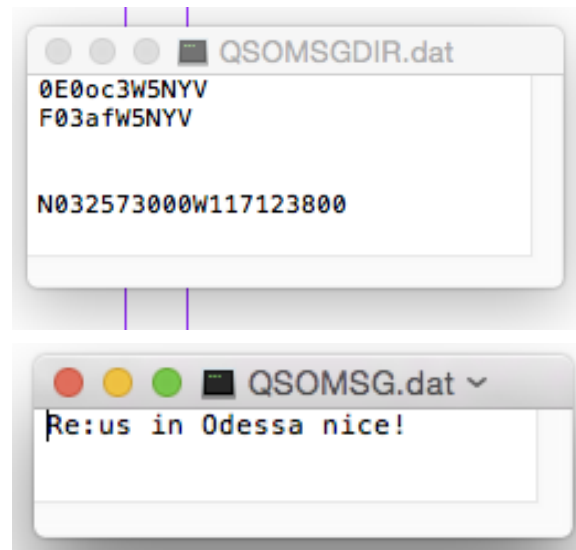 QSOMSGDIR.dat
0E0oc3W5NYV
F03afW5NYV
N032573000W117123800
QSOMSG.dat
Re:us in Odessa nice!